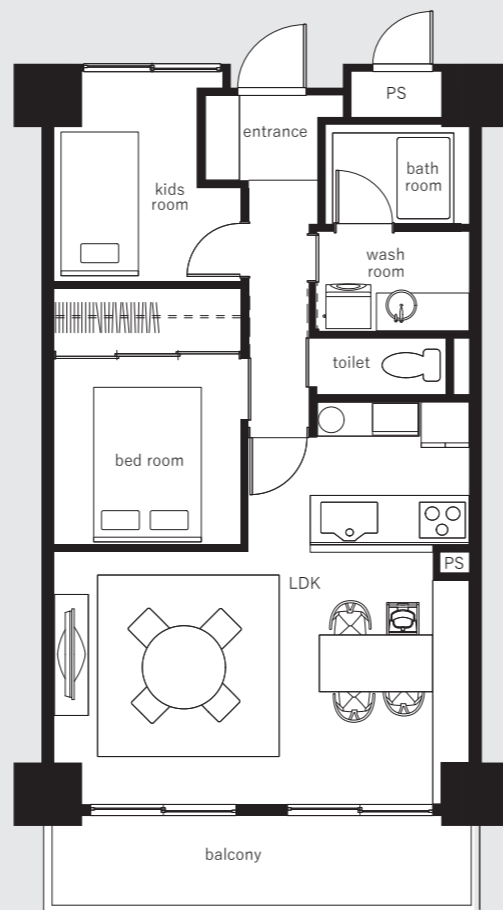 PS
entrance
bath
room
kids
room
wash
room
toilet
bed room
PS
LDK
balcony